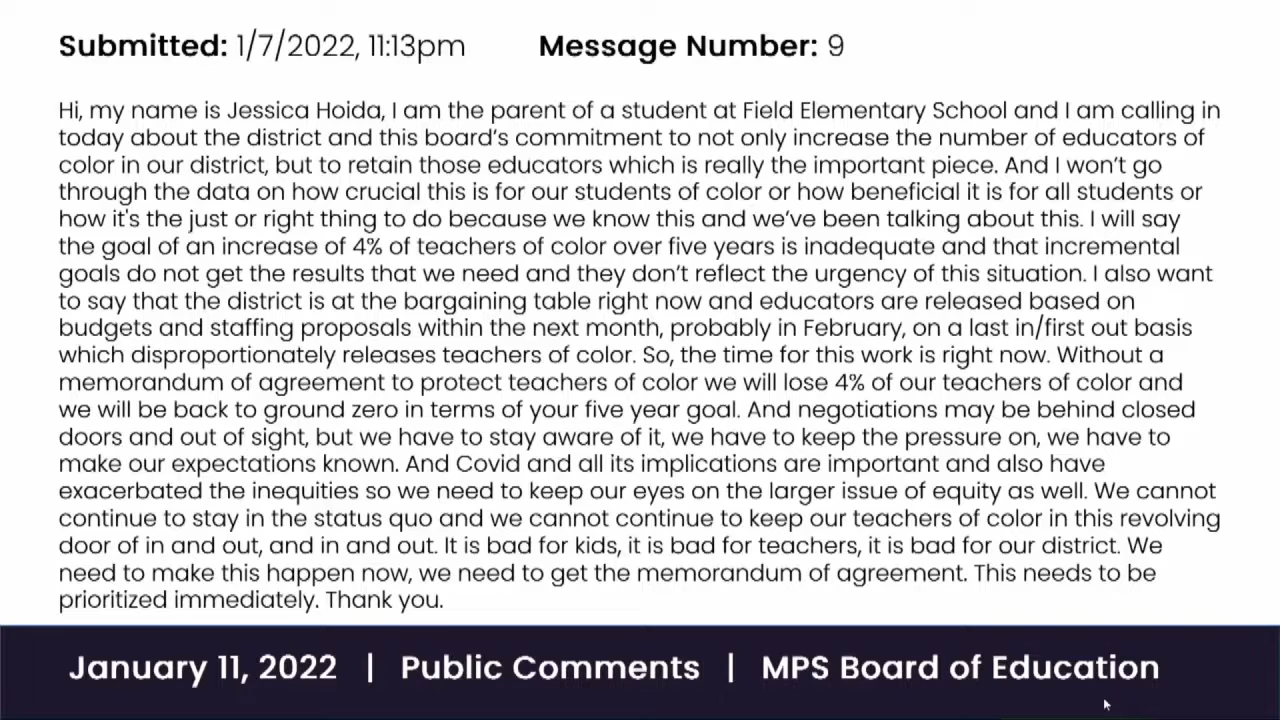 Submitted: 1/7/2022, 11:13pm Message Number: 9
Hi, my name is Jessica Hoida, I am the parent of a student at Field Elementary School and I am calling in
today about the district and this board’s commitment to not only increase the number of educators of
color in our district, but to retain those educators which is really the important piece. And I won’t go
through the data on how crucial this is for our students of color or how beneficial it is for all students or
how it's the just or right thing to do because we know this and we’ve been talking about this. I will say
the goal of an increase of 4% of teachers of color over five years is inadequate and that incremental
goals do not get the results that we need and they don’t reflect the urgency of this situation. I also want
to say that the district is at the bargaining table right now and educators are released based on
budgets and staffing proposals within the next month, probably in February, on a last in/first out basis
which disproportionately releases teachers of color. So, the time for this work is right now. Without a
memorandum of agreement to protect teachers of color we will lose 4% of our teachers of color and
we will be back to ground zero in terms of your five year goal. And negotiations may be behind closed
doors and out of sight, but we have to stay aware of it, we have to keep the pressure on, we have to
make our expectations known. And Covid and all its implications are important and also have
exacerbated the inequities so we need to keep our eyes on the larger issue of equity as well. We cannot
continue to stay in the status quo and we cannot continue to keep our teachers of color in this revolving
door of in and out, and in and out. It is bad for kids, it is bad for teachers, it is bad for our district. We
need to make this happen now, we need to get the memorandum of agreement. This needs to be
prioritized immediately. Thank you.
January 11, 2022 | Public Comments | MPS Board of Education